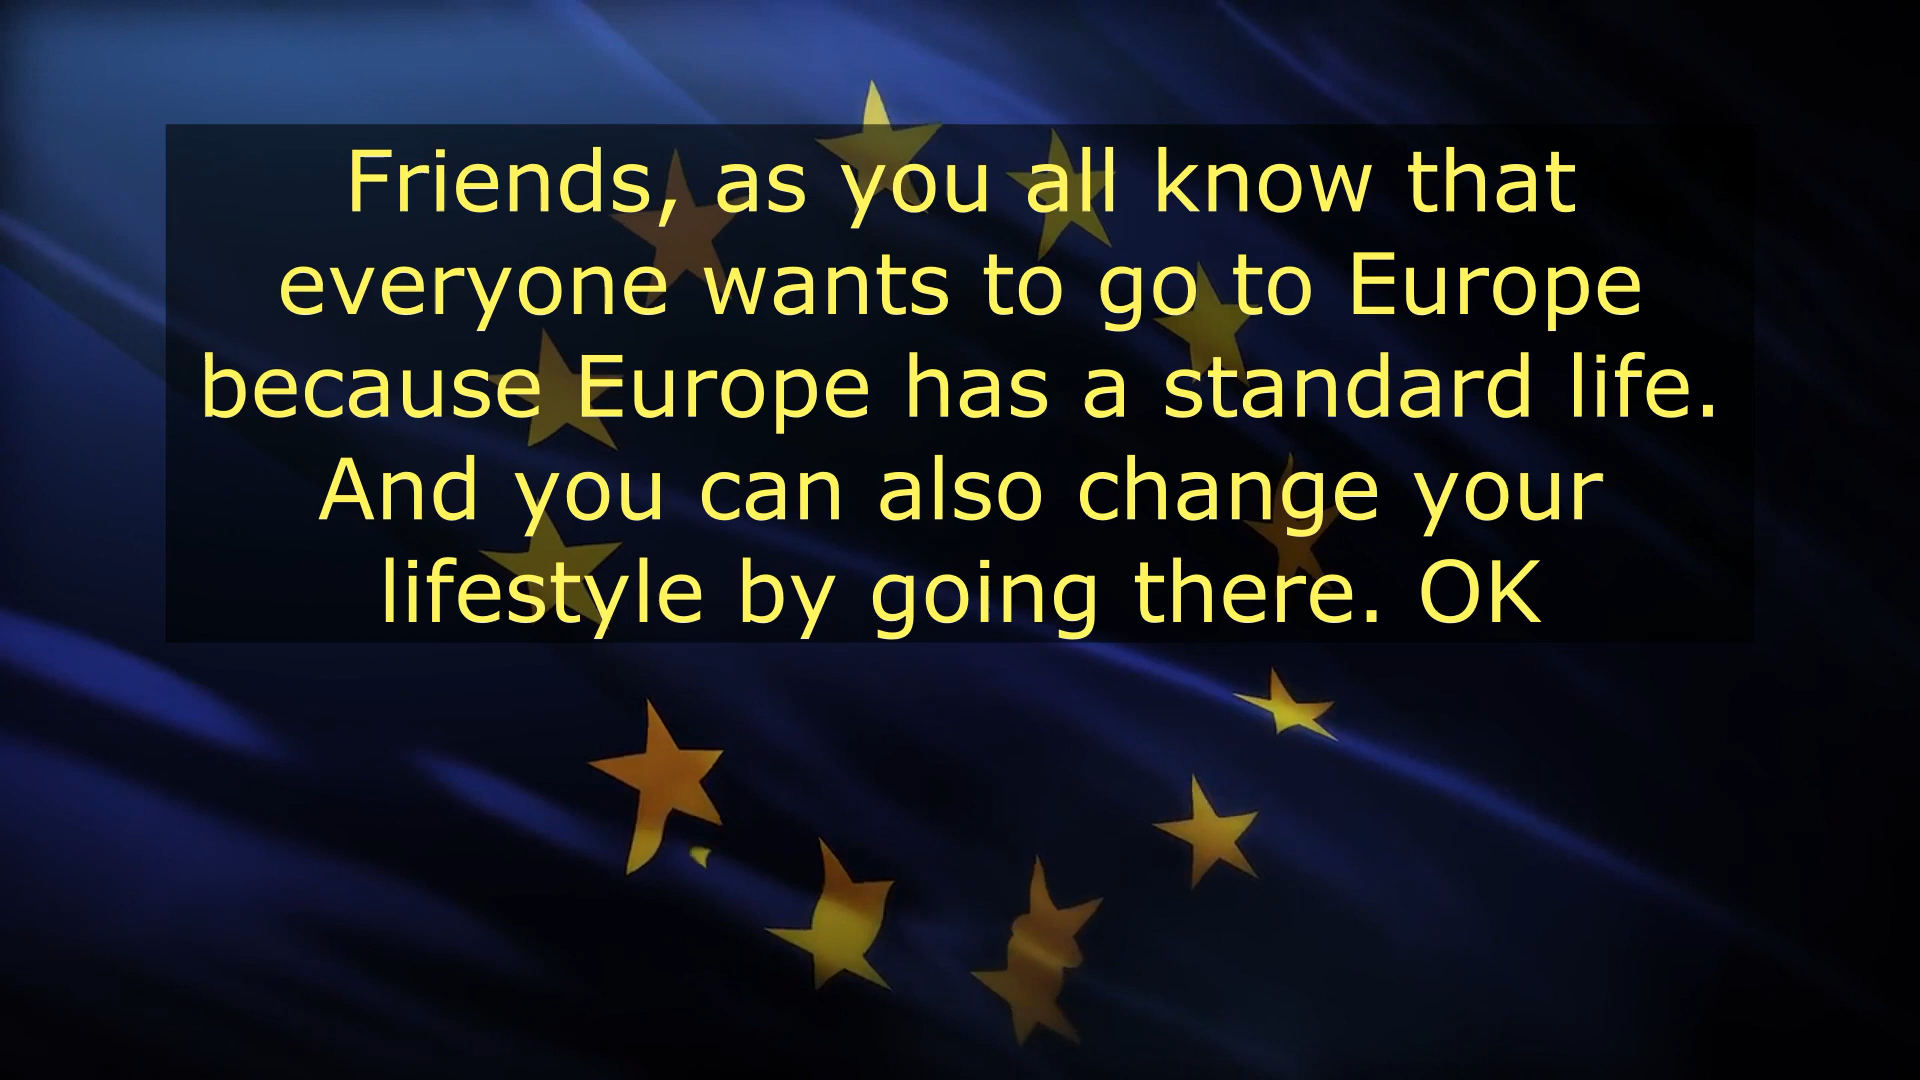 Friends, as you all know that
everyone wants to go to Europe
because Europe has a standard life.
And you can also change your
lifestyle by going there. OK